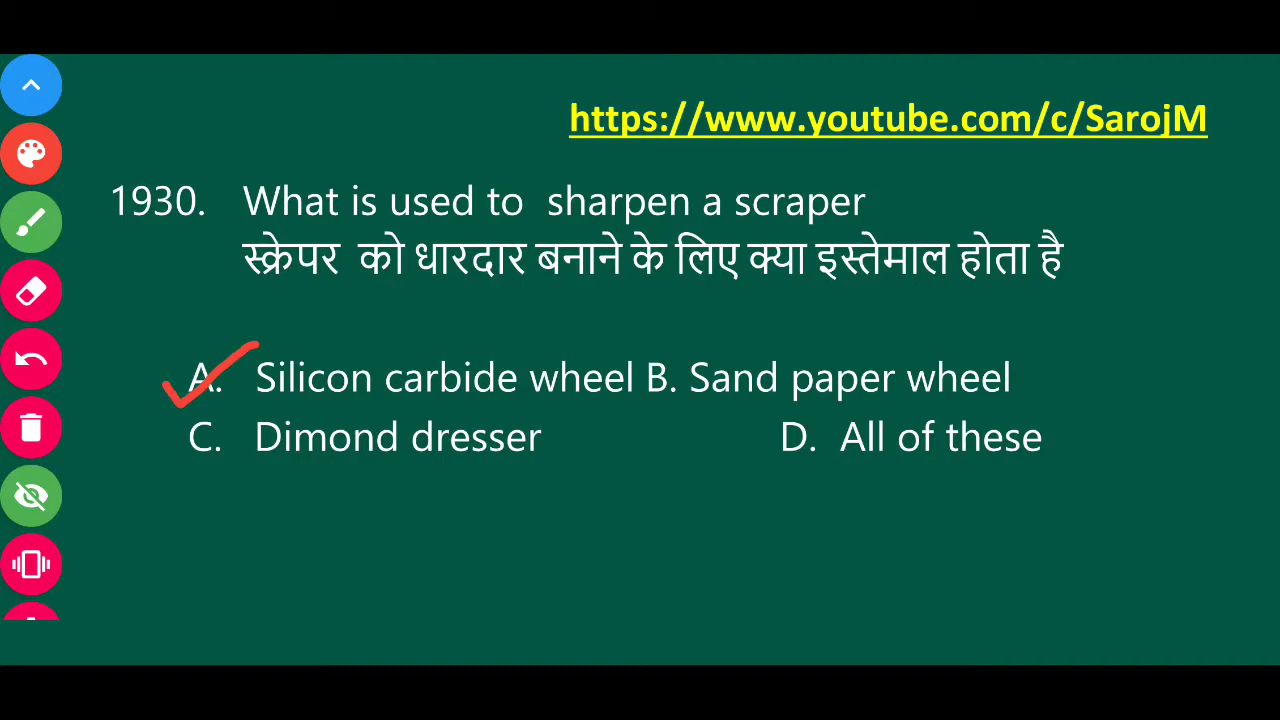 https://www.youtube.com/c/SarojM
1930. What is used to sharpen a scraper
स्क्रेपर को धारदार बनाने के लिए क्या इस्तेमाल होता है
A. Silicon carbide wheel B. Sand paper wheel
C. Dimond dresser D. All of these